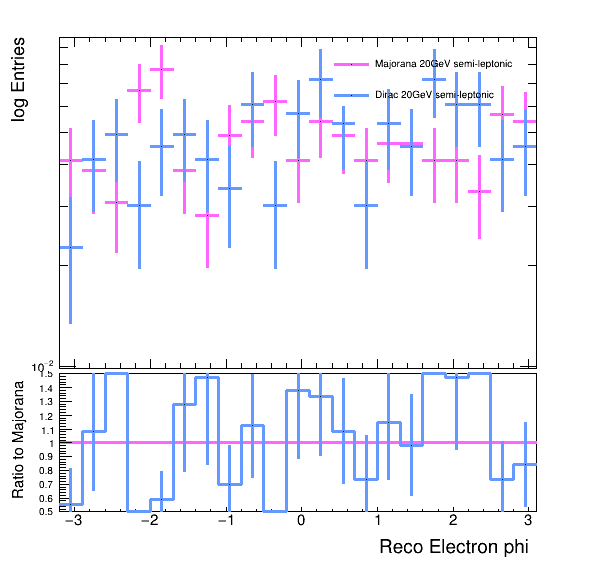 log Entries
Majorana 20GeV semi-leptonic
Dirac 20GeV semi-leptonic
10⁻²
Ratio to Majorana
1.5
1.4
1.3
1.2
1.1
1
0.9
0.8
0.7
0.6
0.5
−3 −2 −1 0 1 2 3
Reco Electron phi